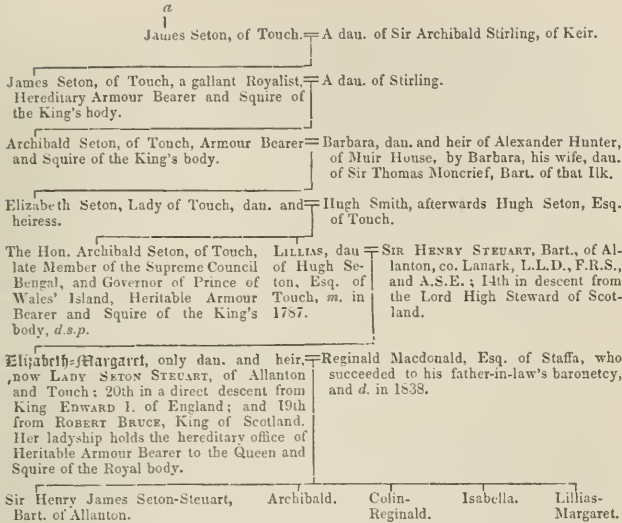 a
James Seton, of Touch.=A dau. of Sir Archibald Stirling, of Keir.
James Seton, of Touch, a gallant Royalist,=A dau. of Stirling.
Hereditary Armour Bearer and Squire of
the King's body.
Archibald Seton, of Touch, Armour Bearer=Barbara, dau. and heir of Alexander Hunter,
and Squire of the King's body.
of Muir House, by Barbara, his wife, dau.
of Sir Thomas Moncrief, Bart. of that Ilk.
Elizabeth Seton, Lady of Touch, dau. and=Hugh Smith, afterwards Hugh Seton, Esq.
heiress.
of Touch.
The Hon. Archibald Seton, of Touch,
late Member of the Supreme Council
Bengal, and Governor of Prince of
Wales' Island, Heritable Armour
Bearer and Squire of the King's
body, d.s.p.
LILLIAS, dau
of Hugh Se-
ton, Esq. of
Touch, m. in
1787.
=SIR HENRY STEUART, Bart., of Al-
lanton, co. Lanark, L.L.D., F.R.S.,
and A.S.E.; 14th in descent from
the Lord High Steward of Scot-
land.
Elizabeth=Margaret, only dau. and heir,=Reginald Macdonald, Esq. of Staffa, who
now LADY SETON STEUART, of Allanton
and Touch; 20th in a direct descent from
King EDWARD I. of England; and 19th
from ROBERT BRUCE, King of Scotland.
Her ladyship holds the hereditary office of
Heritable Armour Bearer to the Queen and
Squire of the Royal body.
succeeded to his father-in-law's baronetcy,
and d. in 1838.
Sir Henry James Seton-Steuart,
Bart. of Allanton.
Archibald.
Colin-
Reginald.
Isabella.
Lillias-
Margaret.